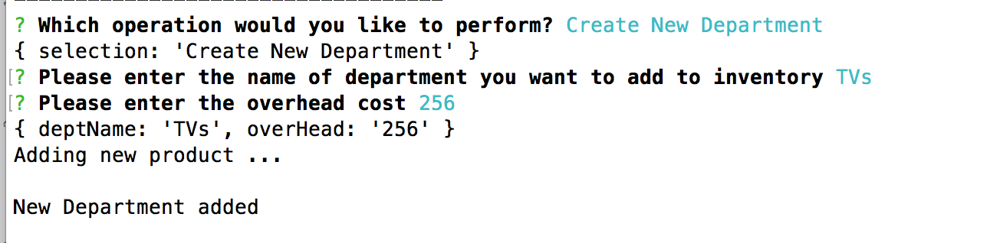 ? Which operation would you like to perform? Create New Department
{ selection: 'Create New Department' }
[? Please enter the name of department you want to add to inventory TVs
[? Please enter the overhead cost 256
{ deptName: 'TVs', overHead: '256' }
Adding new product ...
New Department added